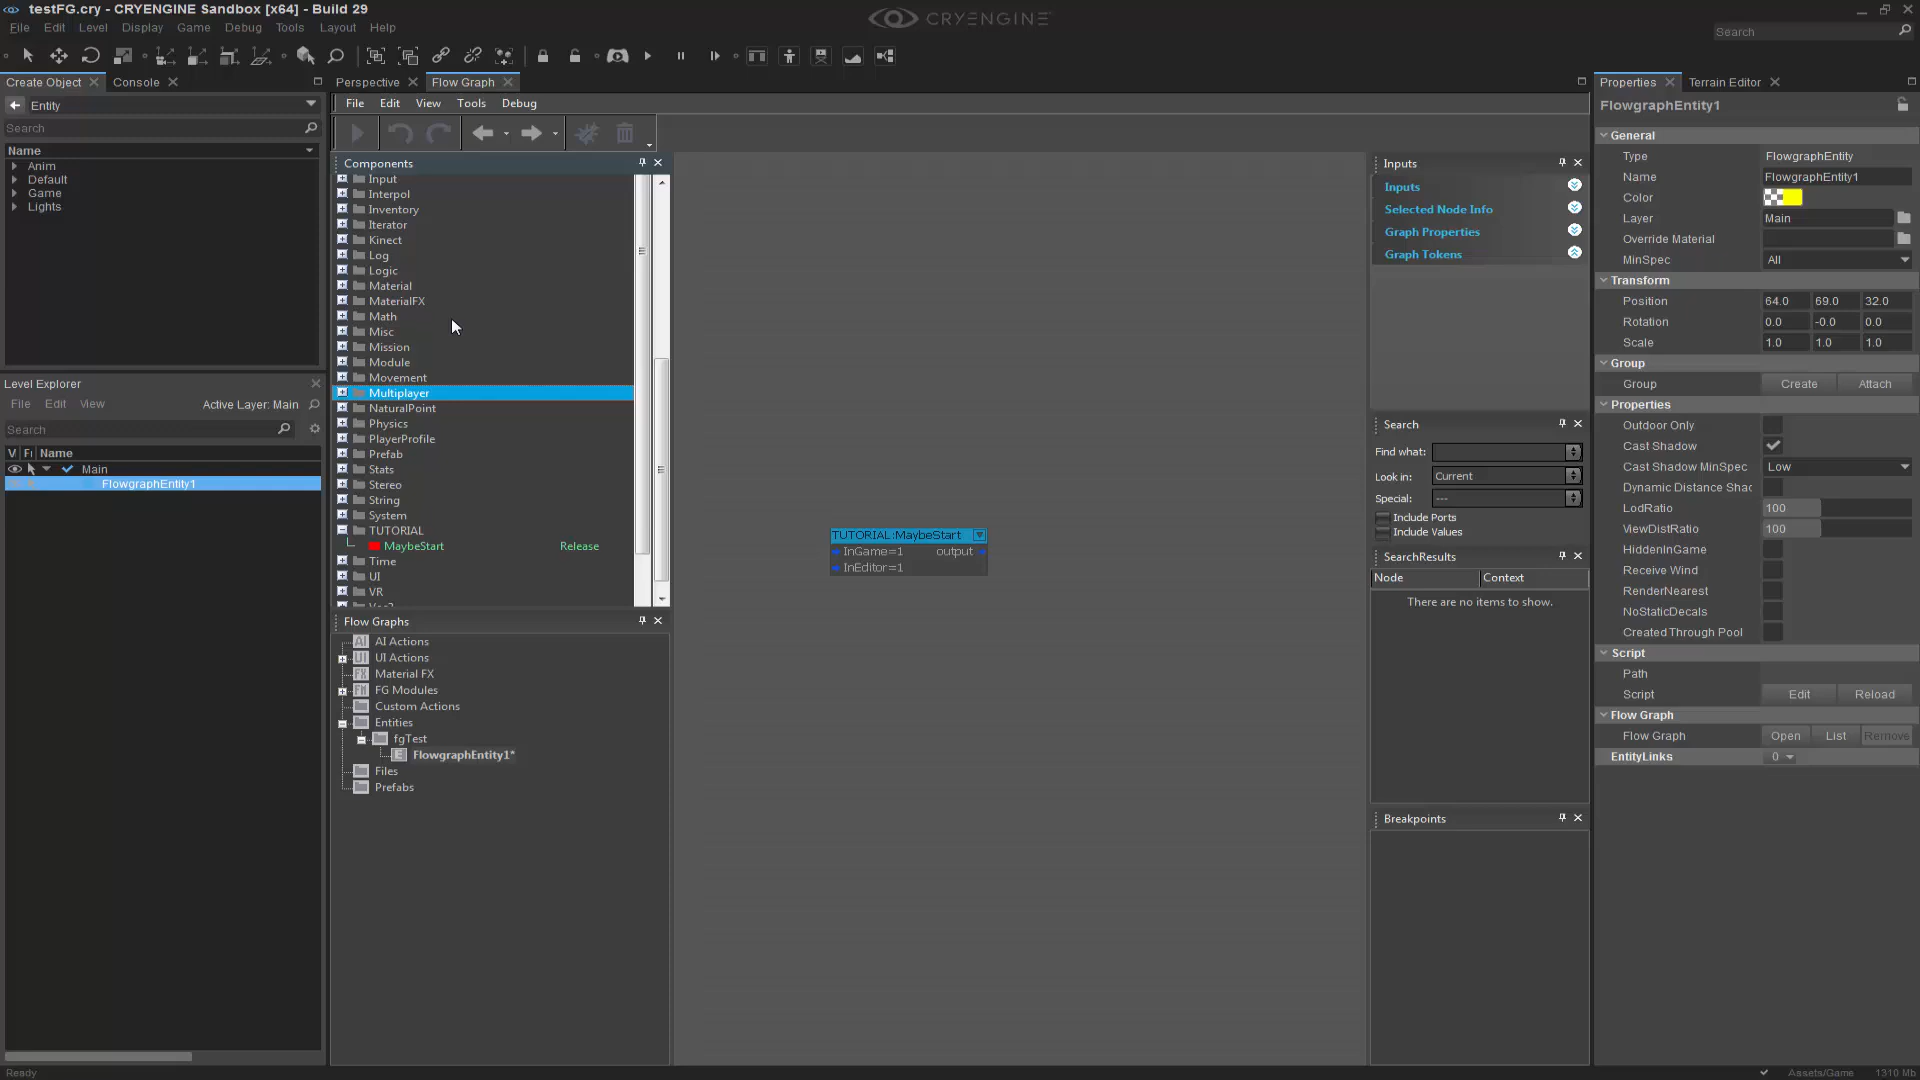 testFG.cry - CRYENGINE Sandbox [x64] - Build 29
CRYENGINE
File Edit Level Display Game Debug Tools Layout Help
Search
Create Object
Console
Entity
Search
Name
Anim
Default
Game
Lights
Level Explorer
File Edit View
Active Layer: Main
Search
V Name
Main
FlowgraphEntity1
Perspective
Flow Graph
File Edit View Tools Debug
Components
Input
Interpol
Inventory
Iterator
Kinect
Log
Logic
Material
MaterialFX
Math
Misc
Mission
Module
Movement
Multiplayer
NaturalPoint
Physics
PlayerProfile
Prefab
Stats
Stereo
String
System
TUTORIAL
MaybeStart Release
Time
UI
VR
Flow Graphs
AI AI Actions
UI UI Actions
FX Material FX
FM FG Modules
Custom Actions
Entities
fgTest
E FlowgraphEntity1*
Files
Prefabs
TUTORIAL:MaybeStart
InGame=1 output
InEditor=1
Inputs
Inputs
Selected Node Info
Graph Properties
Graph Tokens
Search
Find what:
Look in: Current
Special: ---
Include Ports
Include Values
SearchResults
Node Context
There are no items to show.
Breakpoints
Properties
Terrain Editor
FlowgraphEntity1
General
Type FlowgraphEntity
Name FlowgraphEntity1
Color
Layer Main
Override Material
MinSpec All
Transform
Position 64.0 69.0 32.0
Rotation 0.0 -0.0 0.0
Scale 1.0 1.0 1.0
Group
Group Create Attach
Properties
Outdoor Only
Cast Shadow
Cast Shadow MinSpec Low
Dynamic Distance Shac
LodRatio 100
ViewDistRatio 100
HiddenInGame
Receive Wind
RenderNearest
NoStaticDecals
Created Through Pool
Script
Path
Script Edit Reload
Flow Graph
Flow Graph Open List Remove
EntityLinks 0
Ready
Assets/Game 1310 Mb